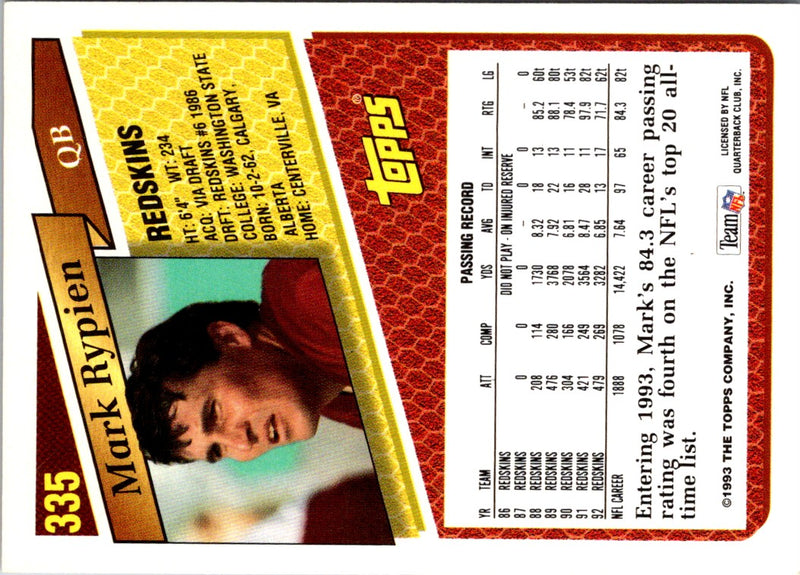 335
Mark Rypien
QB
REDSKINS
HT: 6'4" WT: 234
ACQ: VIA DRAFT
DRFT: REDSKINS #6 1986
COLLEGE: WASHINGTON STATE
BORN: 10-2-62, CALGARY,
ALBERTA
HOME: CENTERVILLE, VA
topps®
PASSING RECORD
YR TEAM ATT COMP YDS AVG TD INT RTG LG
86 REDSKINS DID NOT PLAY - ON INJURED RESERVE
87 REDSKINS 0 0 0 – 0 0 – 0
88 REDSKINS 208 114 1730 8.32 18 13 85.2 60t
89 REDSKINS 476 280 3768 7.92 22 13 88.1 80t
90 REDSKINS 304 166 2078 6.81 16 11 78.4 53t
91 REDSKINS 421 249 3564 8.47 28 11 97.9 82t
92 REDSKINS 479 269 3282 6.85 13 17 71.7 62t
NFL CAREER 1888 1078 14,422 7.64 97 65 84.3 82t
Entering 1993, Mark's 84.3 career passing
rating was fourth on the NFL's top 20 all-
time list.
©1993 THE TOPPS COMPANY, INC.
Team NFL
LICENSED BY NFL
QUARTERBACK CLUB, INC.